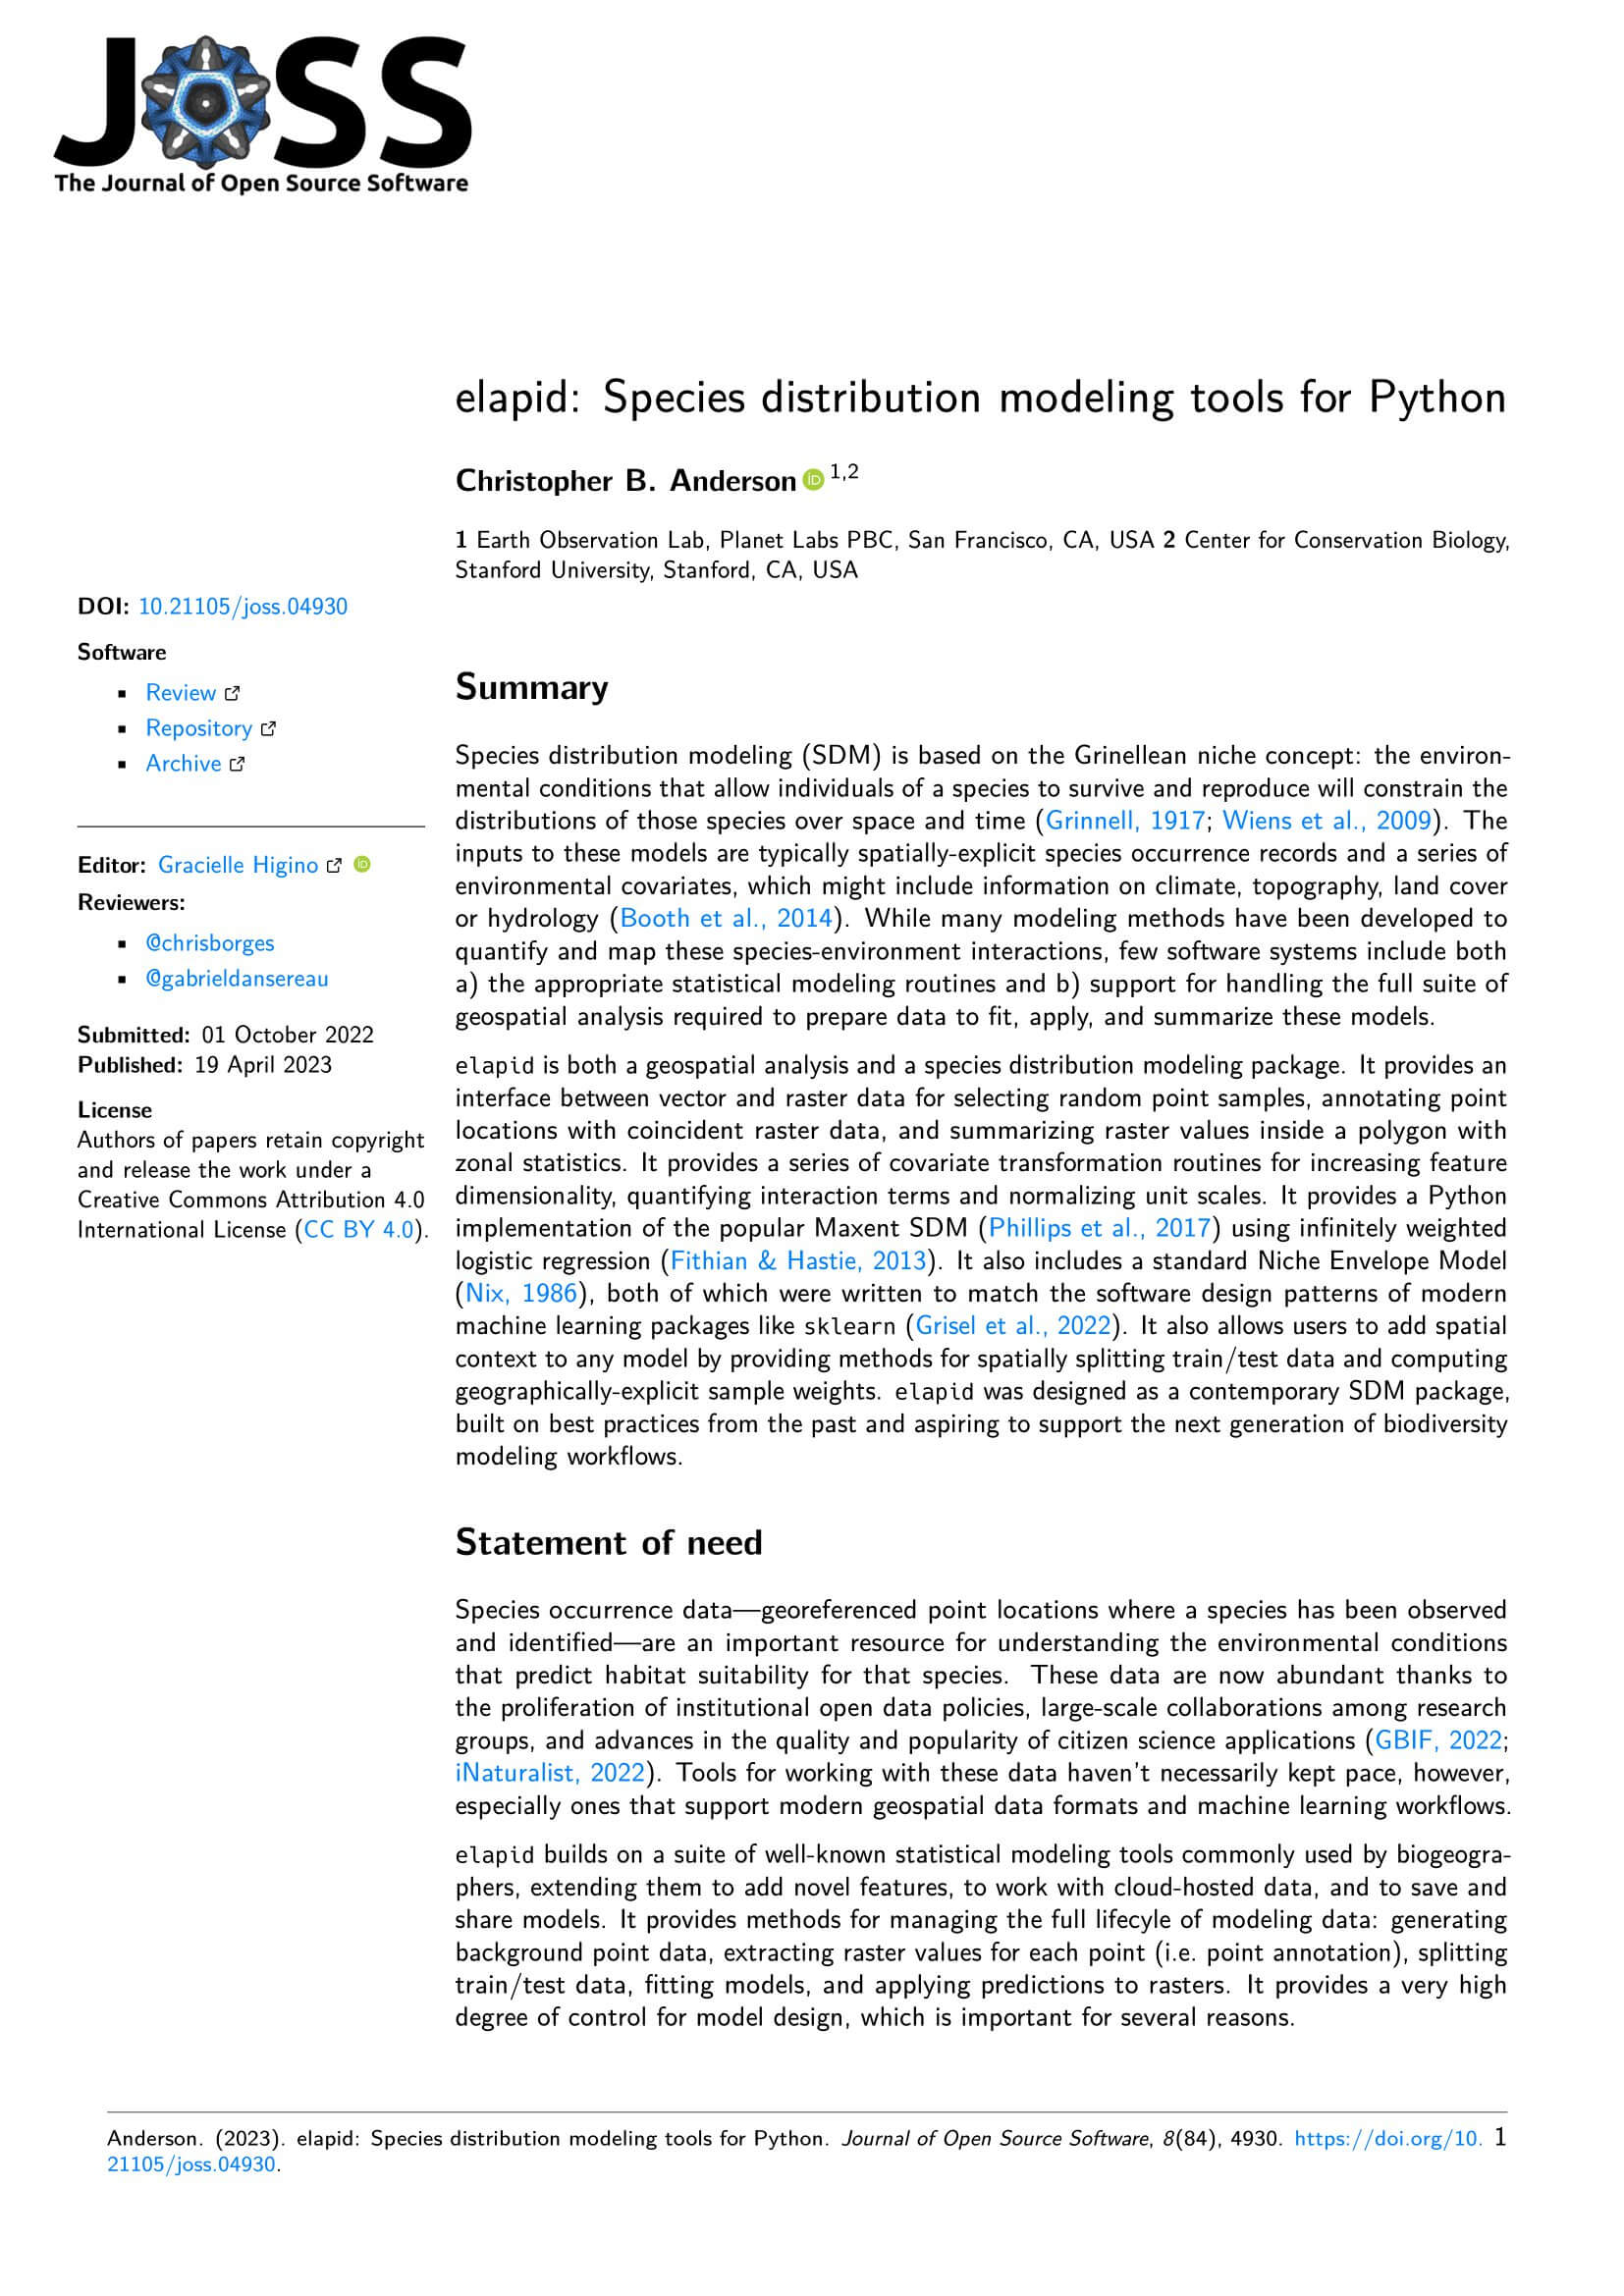 JOSS
The Journal of Open Source Software
elapid: Species distribution modeling tools for Python
Christopher B. Anderson iD 1,2
1 Earth Observation Lab, Planet Labs PBC, San Francisco, CA, USA 2 Center for Conservation Biology,
Stanford University, Stanford, CA, USA
DOI: 10.21105/joss.04930
Software
▪ Review
▪ Repository
▪ Archive
Editor: Gracielle Higino iD
Reviewers:
▪ @chrisborges
▪ @gabrieldansereau
Submitted: 01 October 2022
Published: 19 April 2023
License
Authors of papers retain copyright
and release the work under a
Creative Commons Attribution 4.0
International License (CC BY 4.0).
Summary
Species distribution modeling (SDM) is based on the Grinellean niche concept: the environ-
mental conditions that allow individuals of a species to survive and reproduce will constrain the
distributions of those species over space and time (Grinnell, 1917; Wiens et al., 2009). The
inputs to these models are typically spatially-explicit species occurrence records and a series of
environmental covariates, which might include information on climate, topography, land cover
or hydrology (Booth et al., 2014). While many modeling methods have been developed to
quantify and map these species-environment interactions, few software systems include both
a) the appropriate statistical modeling routines and b) support for handling the full suite of
geospatial analysis required to prepare data to fit, apply, and summarize these models.
elapid is both a geospatial analysis and a species distribution modeling package. It provides an
interface between vector and raster data for selecting random point samples, annotating point
locations with coincident raster data, and summarizing raster values inside a polygon with
zonal statistics. It provides a series of covariate transformation routines for increasing feature
dimensionality, quantifying interaction terms and normalizing unit scales. It provides a Python
implementation of the popular Maxent SDM (Phillips et al., 2017) using infinitely weighted
logistic regression (Fithian & Hastie, 2013). It also includes a standard Niche Envelope Model
(Nix, 1986), both of which were written to match the software design patterns of modern
machine learning packages like sklearn (Grisel et al., 2022). It also allows users to add spatial
context to any model by providing methods for spatially splitting train/test data and computing
geographically-explicit sample weights. elapid was designed as a contemporary SDM package,
built on best practices from the past and aspiring to support the next generation of biodiversity
modeling workflows.
Statement of need
Species occurrence data—georeferenced point locations where a species has been observed
and identified—are an important resource for understanding the environmental conditions
that predict habitat suitability for that species. These data are now abundant thanks to
the proliferation of institutional open data policies, large-scale collaborations among research
groups, and advances in the quality and popularity of citizen science applications (GBIF, 2022;
iNaturalist, 2022). Tools for working with these data haven't necessarily kept pace, however,
especially ones that support modern geospatial data formats and machine learning workflows.
elapid builds on a suite of well-known statistical modeling tools commonly used by biogeogra-
phers, extending them to add novel features, to work with cloud-hosted data, and to save and
share models. It provides methods for managing the full lifecyle of modeling data: generating
background point data, extracting raster values for each point (i.e. point annotation), splitting
train/test data, fitting models, and applying predictions to rasters. It provides a very high
degree of control for model design, which is important for several reasons.
Anderson. (2023). elapid: Species distribution modeling tools for Python. Journal of Open Source Software, 8(84), 4930. https://doi.org/10. 1
21105/joss.04930.